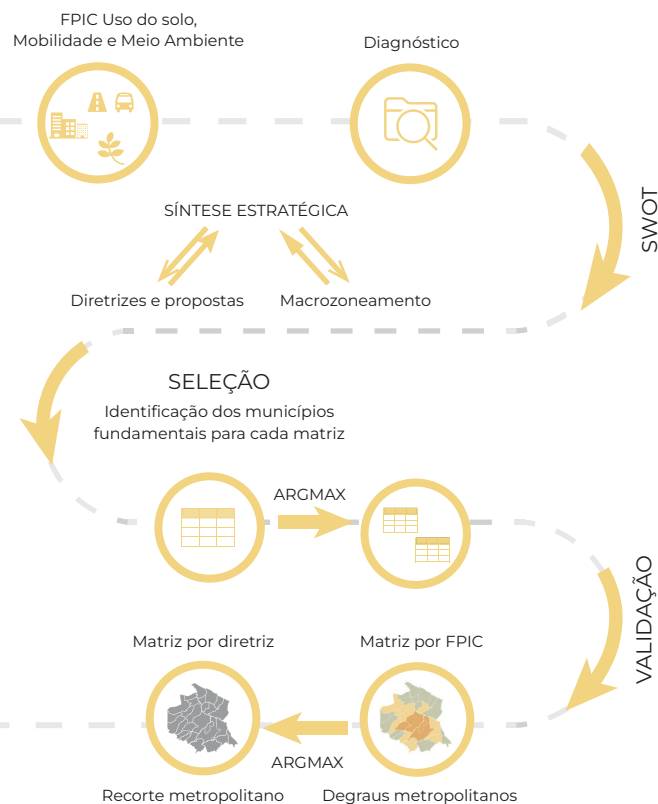 FPIC Uso do solo,
Mobilidade e Meio Ambiente
Diagnóstico
SWOT
SÍNTESE ESTRATÉGICA
Diretrizes e propostas
Macrozoneamento
SELEÇÃO
Identificação dos municípios
fundamentais para cada matriz
ARGMAX
VALIDAÇÃO
Matriz por diretriz
Matriz por FPIC
ARGMAX
Recorte metropolitano
Degraus metropolitanos